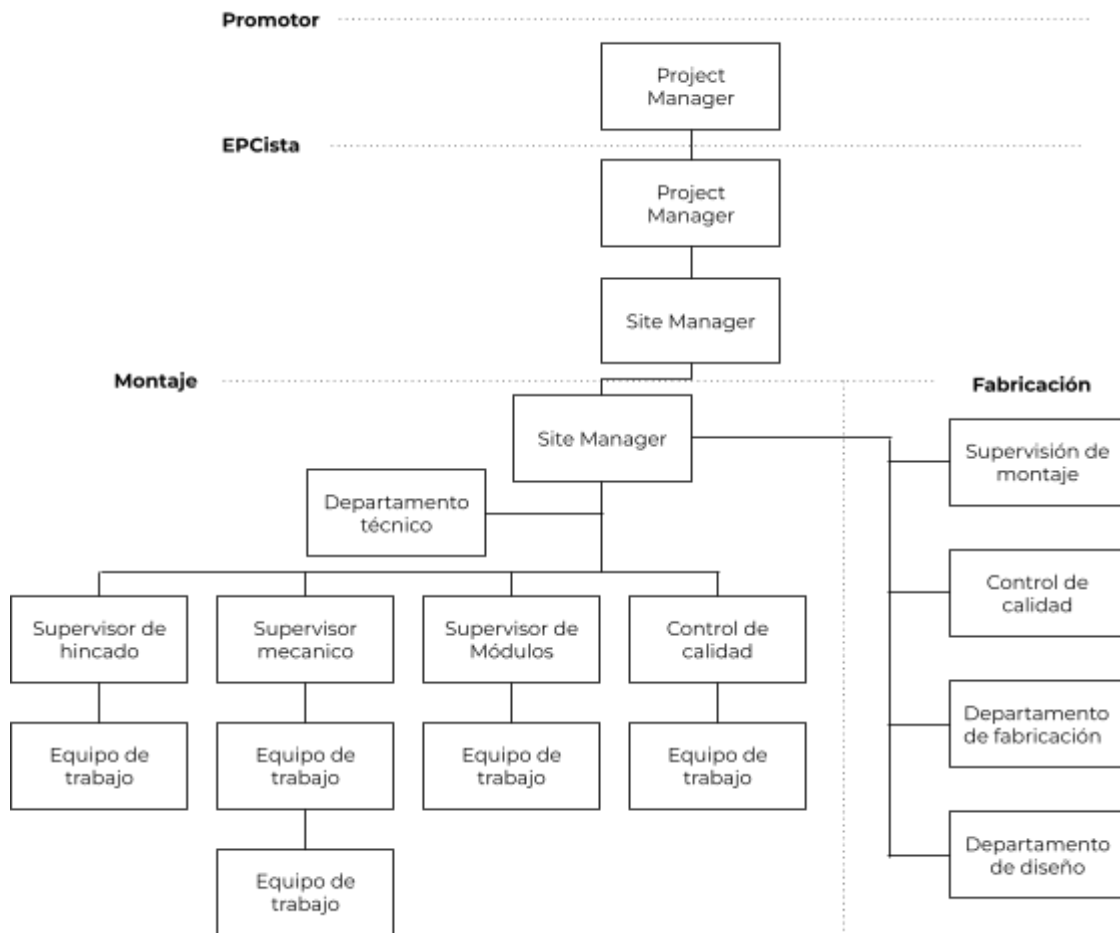 Promotor
Project
Manager
EPCista
Project
Manager
Site Manager
Montaje
Fabricación
Site Manager
Supervisión de
montaje
Departamento
técnico
Control de
calidad
Supervisor de
hincado
Supervisor
mecanico
Supervisor de
Módulos
Control de
calidad
Departamento
de fabricación
Equipo de
trabajo
Equipo de
trabajo
Equipo de
trabajo
Equipo de
trabajo
Departamento
de diseño
Equipo de
trabajo